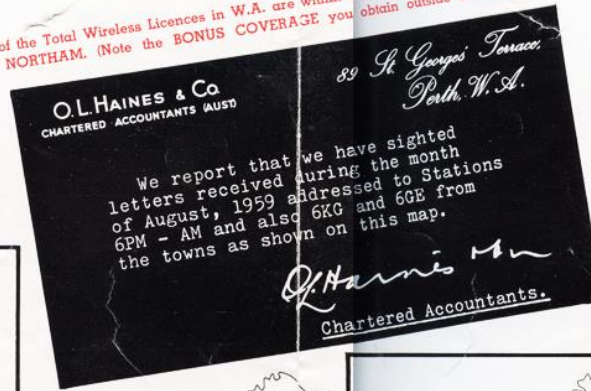 of the Total Wireless Licences in W.A. are within
NORTHAM. (Note the BONUS COVERAGE you obtain outside
O. L. HAINES & Co.
CHARTERED ACCOUNTANTS (AUST)
89 St. Georges' Terrace,
Perth, W. A.
We report that we have sighted
letters received during the month
of August, 1959 addressed to Stations
6PM - AM and also 6KG and 6GE from
the towns as shown on this map.
Chartered Accountants.